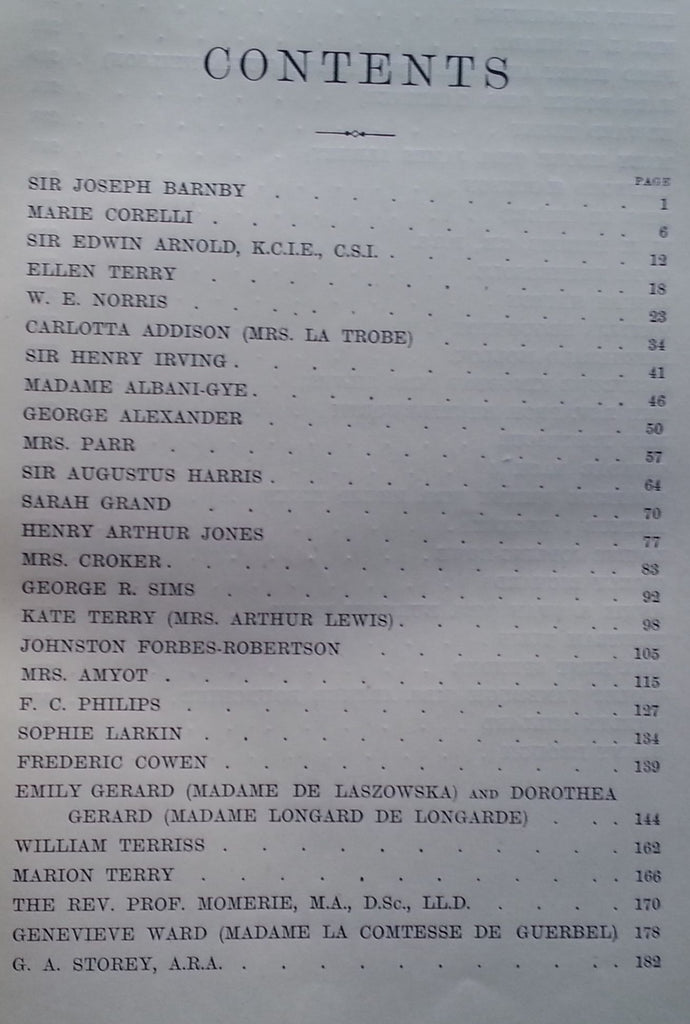 CONTENTS
PAGE
SIR JOSEPH BARNBY . . . . . . . . . . 1
MARIE CORELLI . . . . . . . . . . . 6
SIR EDWIN ARNOLD, K.C.I.E., C.S.I. . . . . . . . 12
ELLEN TERRY . . . . . . . . . . . 18
W. E. NORRIS . . . . . . . . . . . 23
CARLOTTA ADDISON (MRS. LA TROBE) . . . . . . 34
SIR HENRY IRVING . . . . . . . . . . . 41
MADAME ALBANI-GYE . . . . . . . . . . 46
GEORGE ALEXANDER . . . . . . . . . . 50
MRS. PARR . . . . . . . . . . . . 57
SIR AUGUSTUS HARRIS . . . . . . . . . . 64
SARAH GRAND . . . . . . . . . . . 70
HENRY ARTHUR JONES . . . . . . . . . 77
MRS. CROKER . . . . . . . . . . . . 83
GEORGE R. SIMS . . . . . . . . . . . 92
KATE TERRY (MRS. ARTHUR LEWIS) . . . . . . . 98
JOHNSTON FORBES-ROBERTSON . . . . . . . 105
MRS. AMYOT . . . . . . . . . . . . 115
F. C. PHILIPS . . . . . . . . . . . 127
SOPHIE LARKIN . . . . . . . . . . . 134
FREDERIC COWEN . . . . . . . . . . . 139
EMILY GERARD (MADAME DE LASZOWSKA) AND DOROTHEA
GERARD (MADAME LONGARD DE LONGARDE) . . . 144
WILLIAM TERRISS . . . . . . . . . . . 162
MARION TERRY . . . . . . . . . . . 166
THE REV. PROF. MOMERIE, M.A., D.Sc., LL.D. . . . . 170
GENEVIEVE WARD (MADAME LA COMTESSE DE GUERBEL) 178
G. A. STOREY, A.R.A. . . . . . . . . . . 182